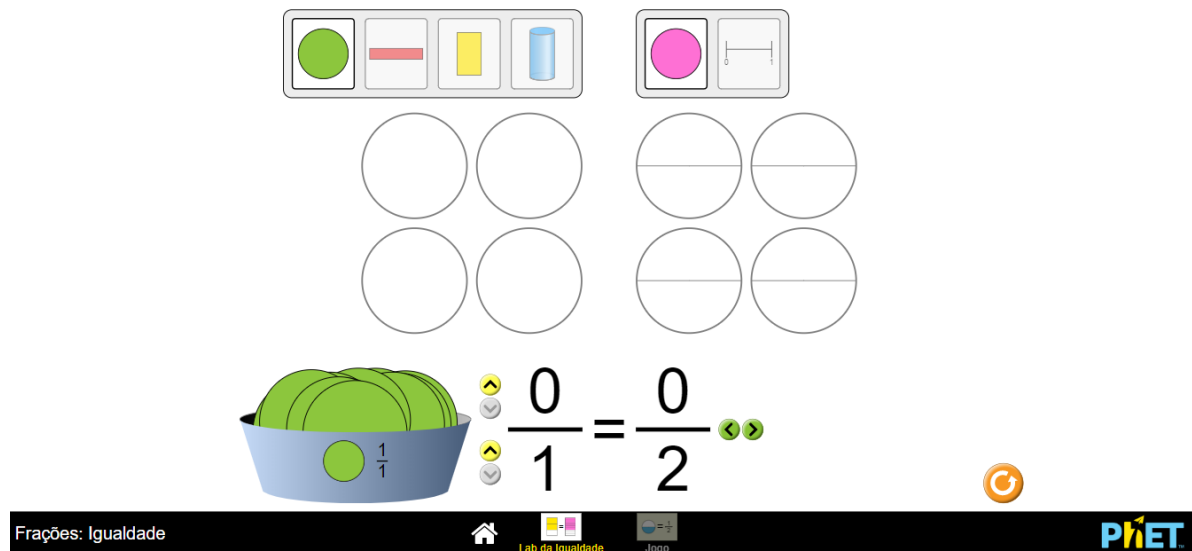 0 1
1/1
0/1 = 0/2
Frações: Igualdade
Lab da Igualdade
Jogo
PhET